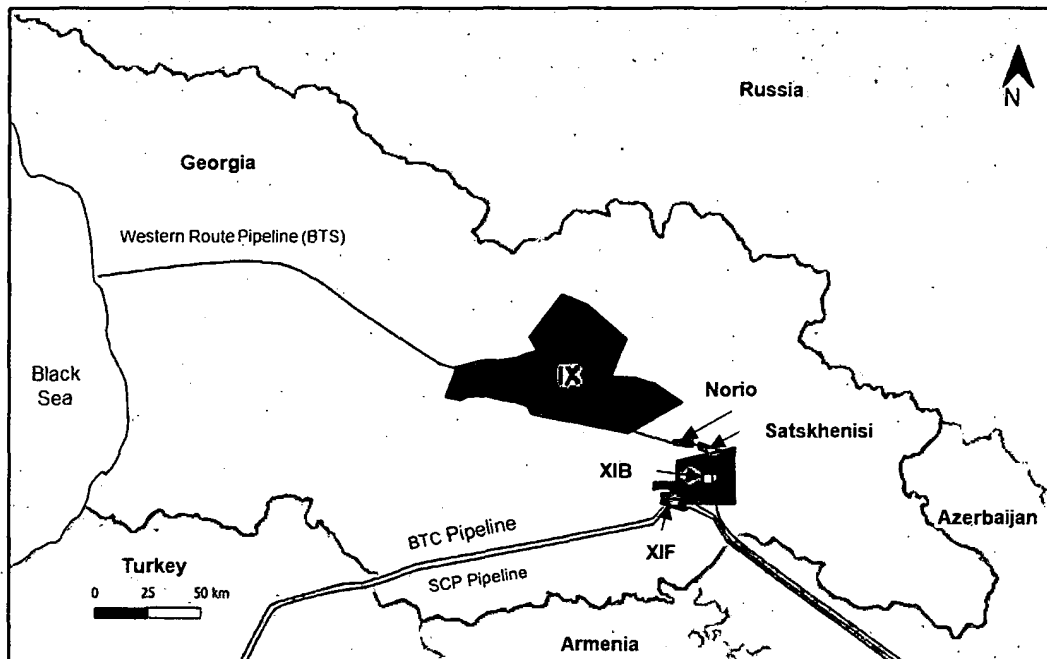 Russia
N
Georgia
Western Route Pipeline (BTS)
Black
Sea
IX
Norio
Satskhenisi
XIB
Azerbaijan
BTC Pipeline
XIF
Turkey
SCP Pipeline
0 25 50 km
Armenia